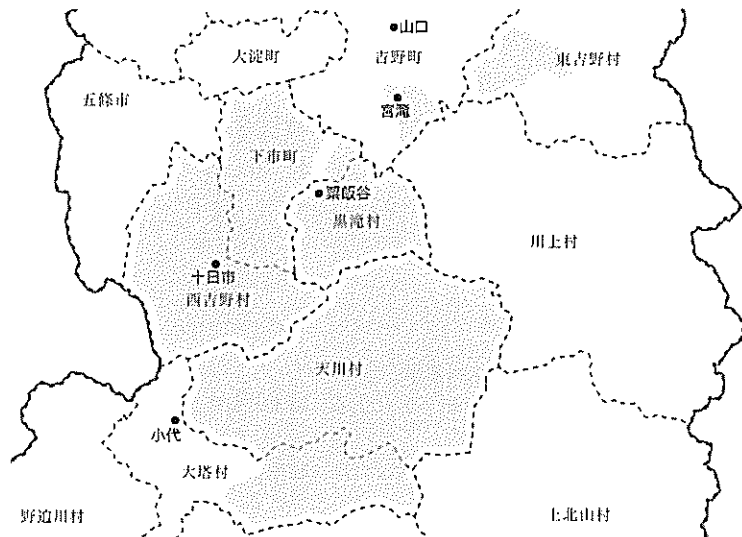 山口
大淀町
吉野町
東吉野村
五條市
宮滝
下市町
粟飯谷
黒滝村
川上村
十日市
西吉野村
天川村
小代
大塔村
野迫川村
上北山村